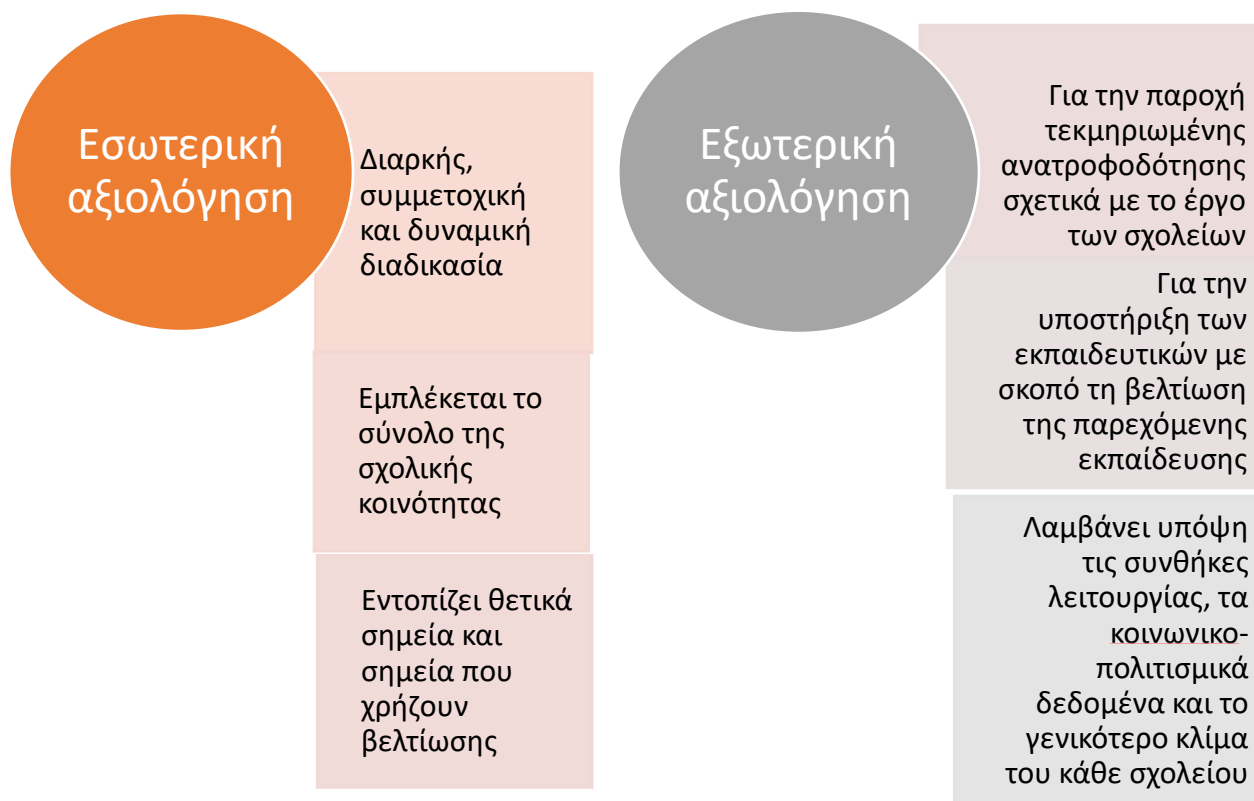 Εσωτερική
αξιολόγηση
Διαρκής,
συμμετοχική
και δυναμική
διαδικασία
Εμπλέκεται το
σύνολο της
σχολικής
κοινότητας
Εντοπίζει θετικά
σημεία και
σημεία που
χρήζουν
βελτίωσης
Εξωτερική
αξιολόγηση
Για την παροχή
τεκμηριωμένης
ανατροφοδότησης
σχετικά με το έργο
των σχολείων
Για την
υποστήριξη των
εκπαιδευτικών με
σκοπό τη βελτίωση
της παρεχόμενης
εκπαίδευσης
Λαμβάνει υπόψη
τις συνθήκες
λειτουργίας, τα
κοινωνικο-
πολιτισμικά
δεδομένα και το
γενικότερο κλίμα
του κάθε σχολείου